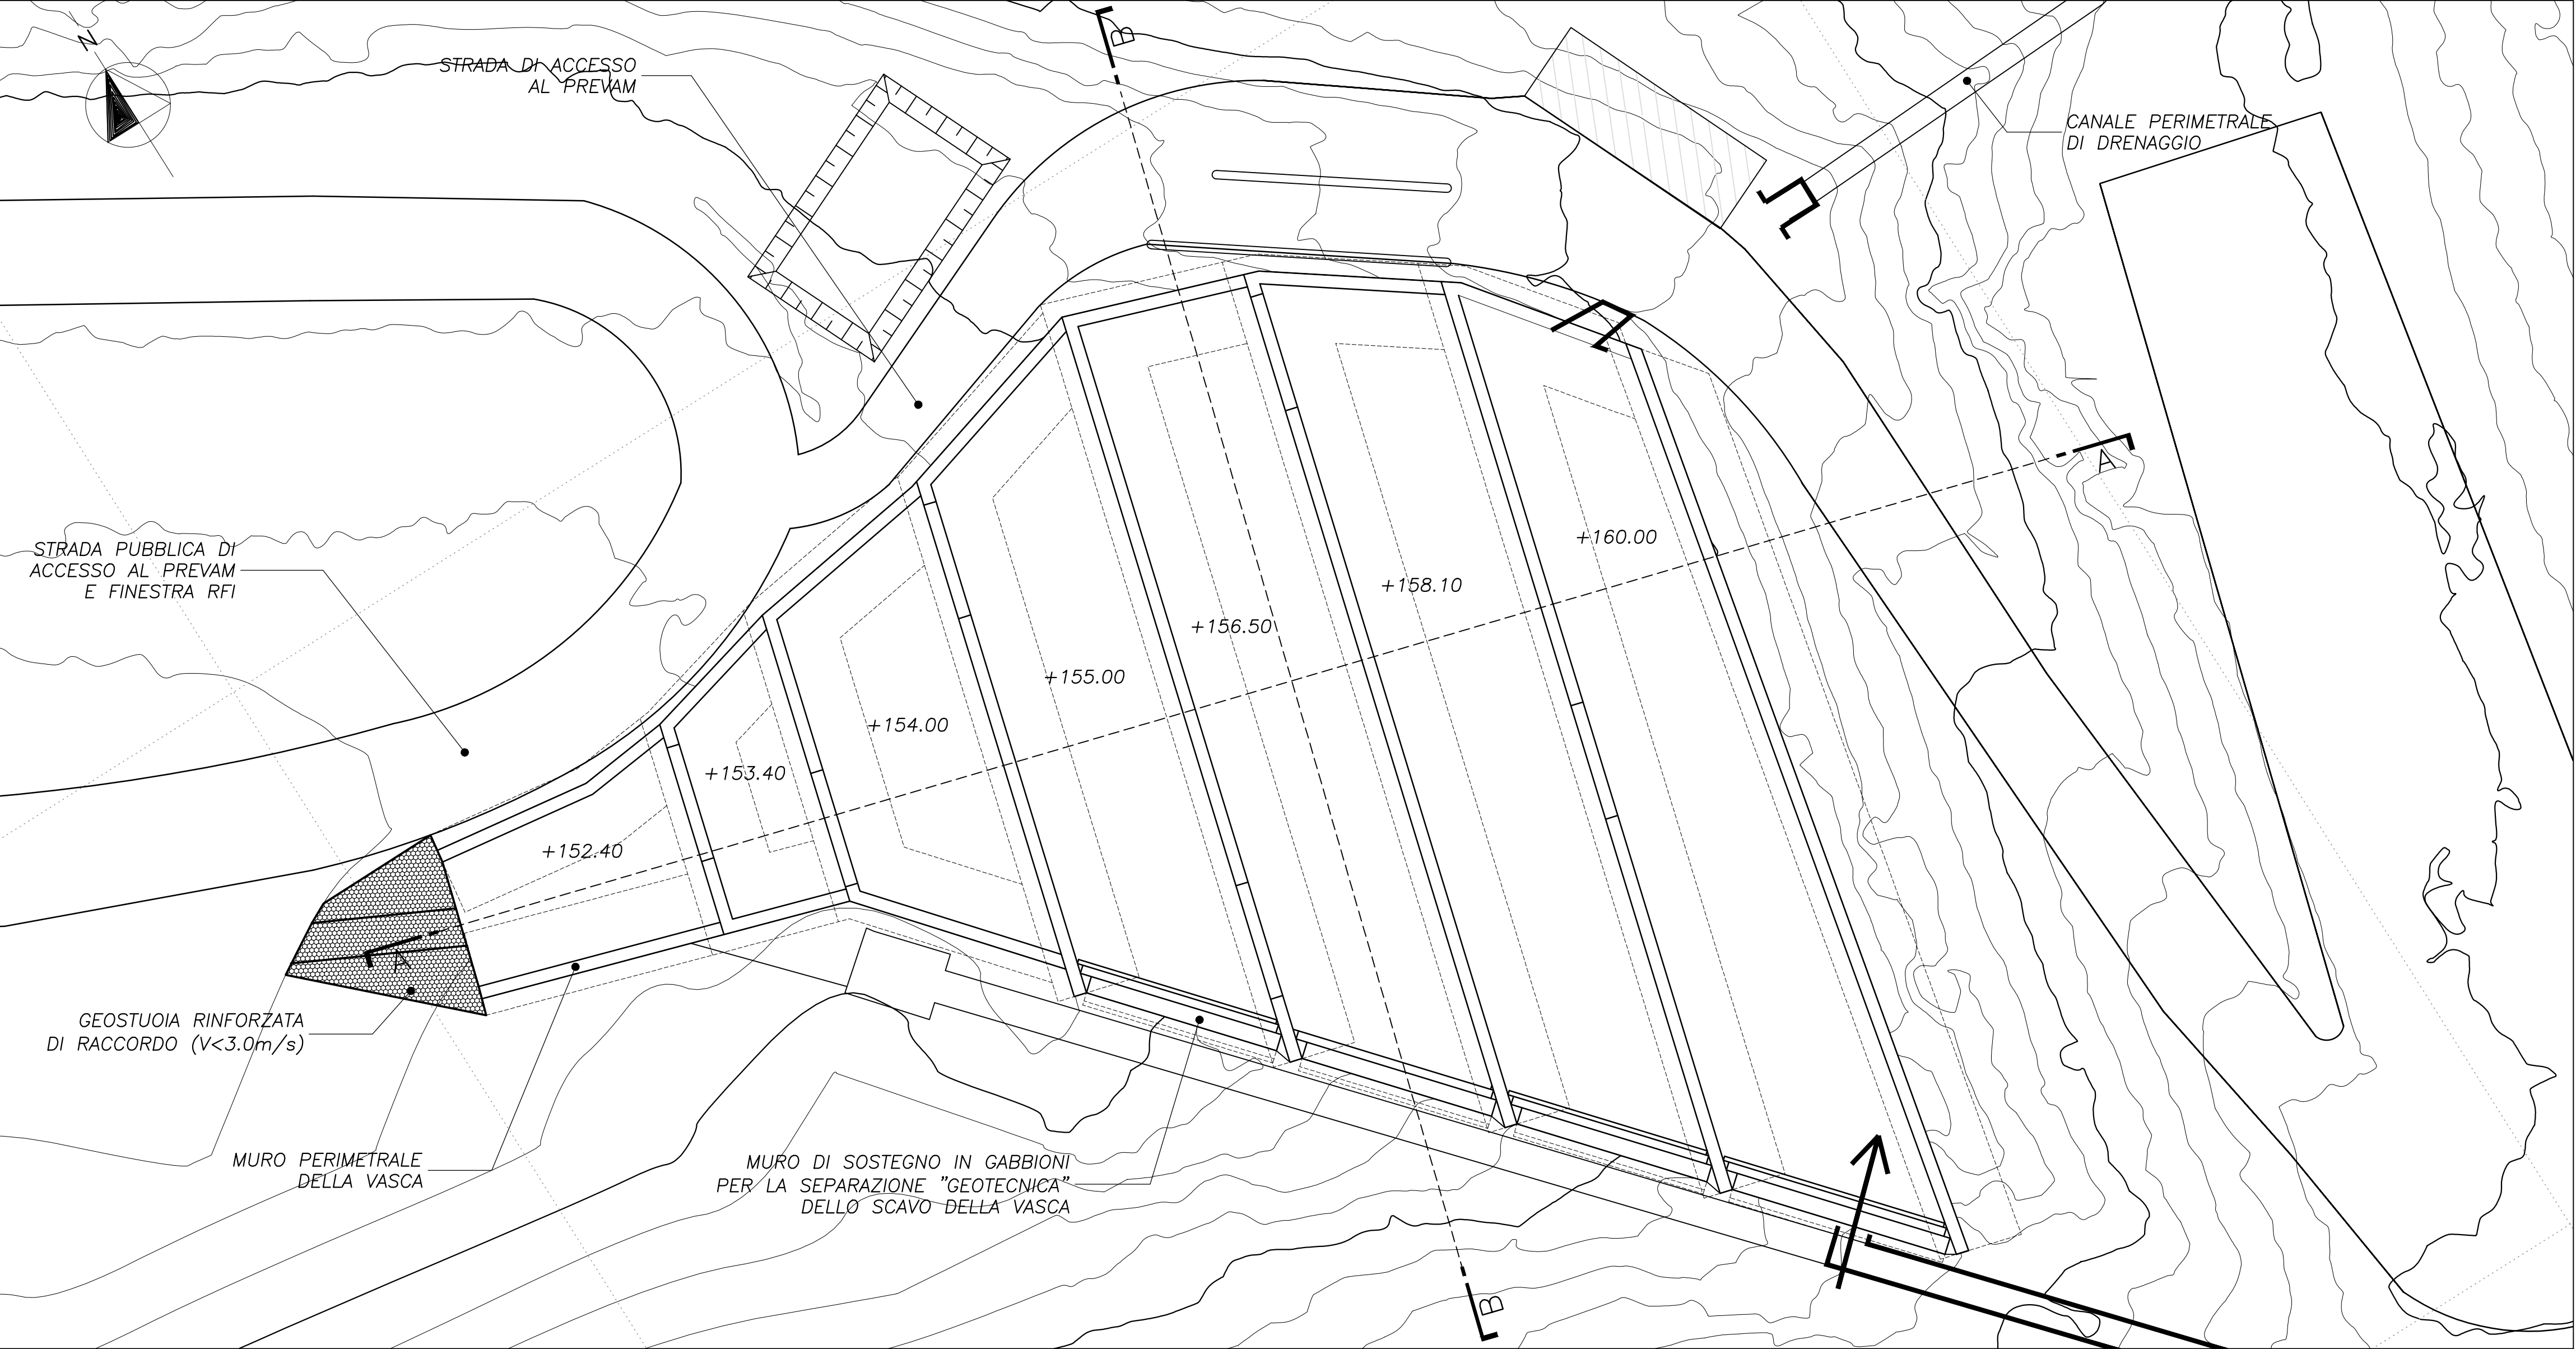 N
STRADA DI ACCESSO
AL PREVAM
B
CANALE PERIMETRALE
DI DRENAGGIO
A
STRADA PUBBLICA DI
ACCESSO AL PREVAM
E FINESTRA RFI
+160.00
+158.10
+156.50
+155.00
+154.00
+153.40
+152.40
A
GEOSTUOIA RINFORZATA
DI RACCORDO (V<3.0m/s)
MURO PERIMETRALE
DELLA VASCA
MURO DI SOSTEGNO IN GABBIONI
PER LA SEPARAZIONE "GEOTECNICA"
DELLO SCAVO DELLA VASCA
B